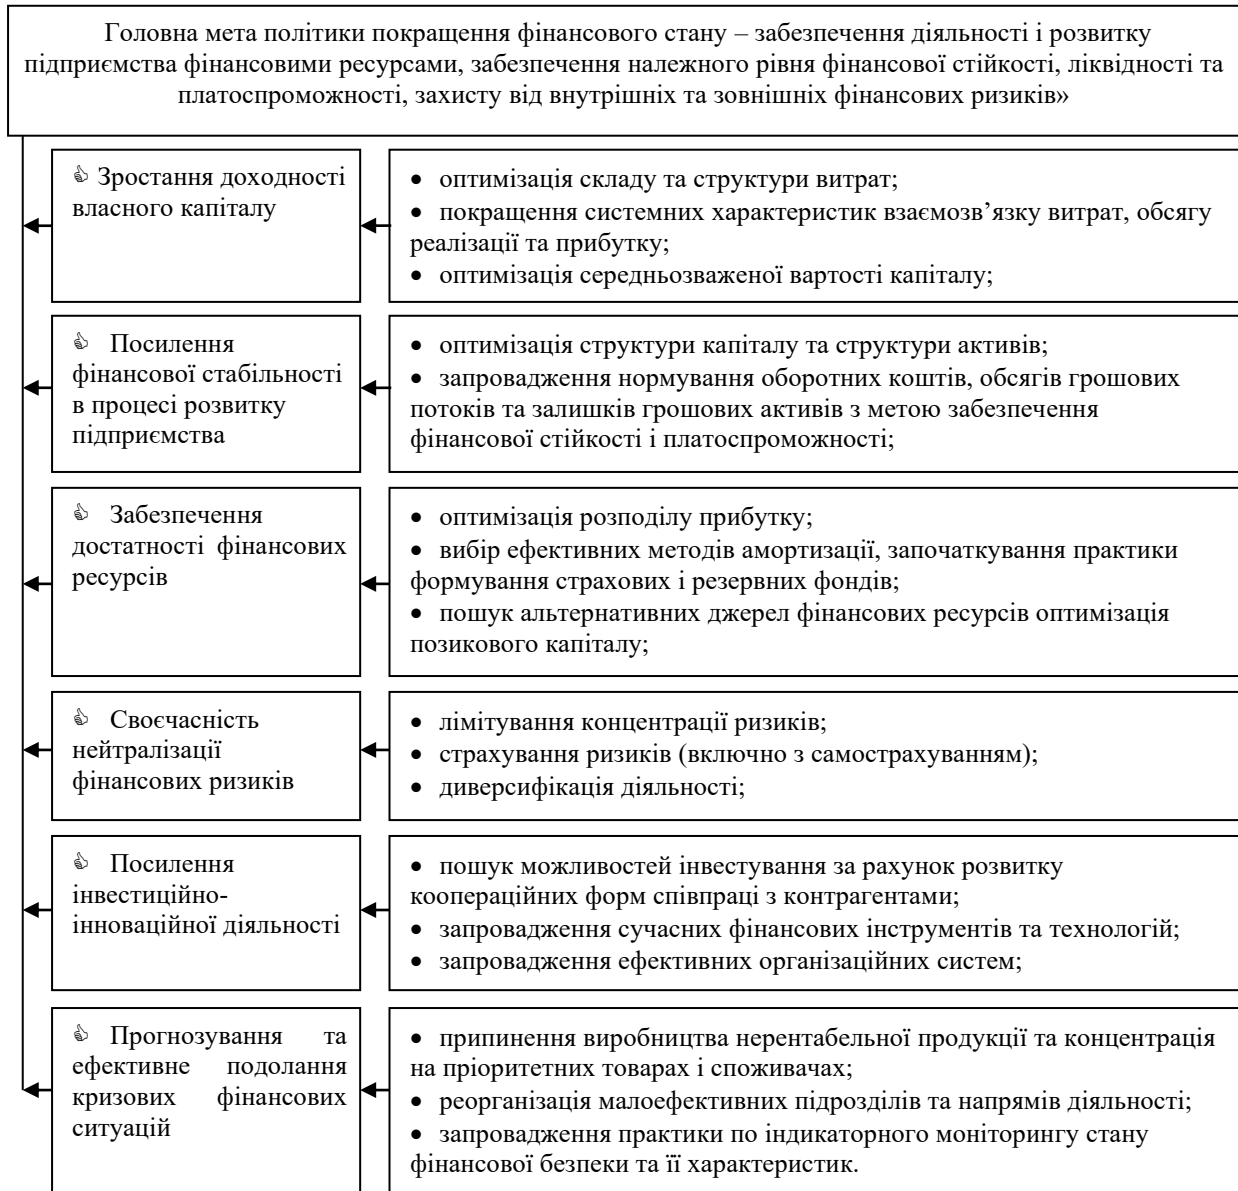 Головна мета політики покращення фінансового стану – забезпечення діяльності і розвитку
підприємства фінансовими ресурсами, забезпечення належного рівня фінансової стійкості, ліквідності та
платоспроможності, захисту від внутрішніх та зовнішніх фінансових ризиків»
👍 Зростання доходності
власного капіталу
• оптимізація складу та структури витрат;
• покращення системних характеристик взаємозв’язку витрат, обсягу
реалізації та прибутку;
• оптимізація середньозваженої вартості капіталу;
👍 Посилення
фінансової стабільності
в процесі розвитку
підприємства
• оптимізація структури капіталу та структури активів;
• запровадження нормування оборотних коштів, обсягів грошових
потоків та залишків грошових активів з метою забезпечення
фінансової стійкості і платоспроможності;
👍 Забезпечення
достатності фінансових
ресурсів
• оптимізація розподілу прибутку;
• вибір ефективних методів амортизації, започаткування практики
формування страхових і резервних фондів;
• пошук альтернативних джерел фінансових ресурсів оптимізація
позикового капіталу;
👍 Своєчасність
нейтралізації
фінансових ризиків
• лімітування концентрації ризиків;
• страхування ризиків (включно з самострахуванням);
• диверсифікація діяльності;
👍 Посилення
інвестиційно-
інноваційної діяльності
• пошук можливостей інвестування за рахунок розвитку
коопераційних форм співпраці з контрагентами;
• запровадження сучасних фінансових інструментів та технологій;
• запровадження ефективних організаційних систем;
👍 Прогнозування та
ефективне подолання
кризових фінансових
ситуацій
• припинення виробництва нерентабельної продукції та концентрація
на пріоритетних товарах і споживачах;
• реорганізація малоефективних підрозділів та напрямів діяльності;
• запровадження практики по індикаторного моніторингу стану
фінансової безпеки та її характеристик.